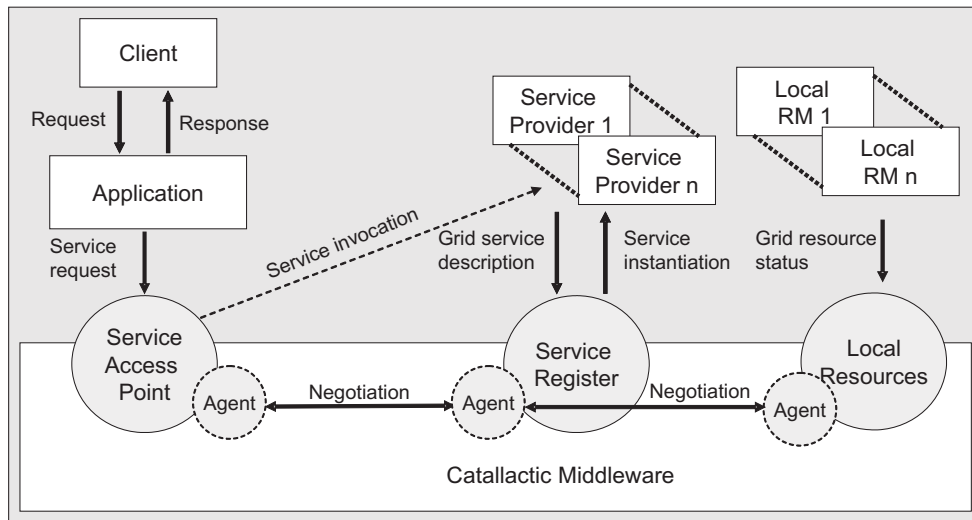 Client
Request
Response
Application
Service
request
Service invocation
Service
Provider 1
Service
Provider n
Local
RM 1
Local
RM n
Grid service
description
Service
instantiation
Grid resource
status
Service
Access
Point
Agent
Negotiation
Agent
Service
Register
Negotiation
Agent
Local
Resources
Catallactic Middleware